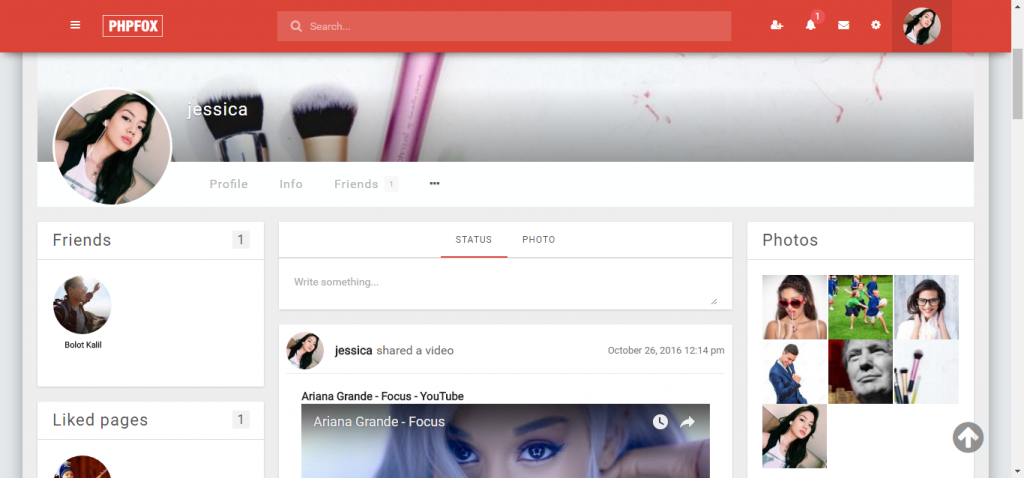 PHPFOX
Search...
1
jessica
Profile Info Friends 1
Friends 1
Bolot Kalil
Liked pages 1
STATUS PHOTO
Write something...
jessica shared a video October 26, 2016 12:14 pm
Ariana Grande - Focus - YouTube
Ariana Grande - Focus
Photos